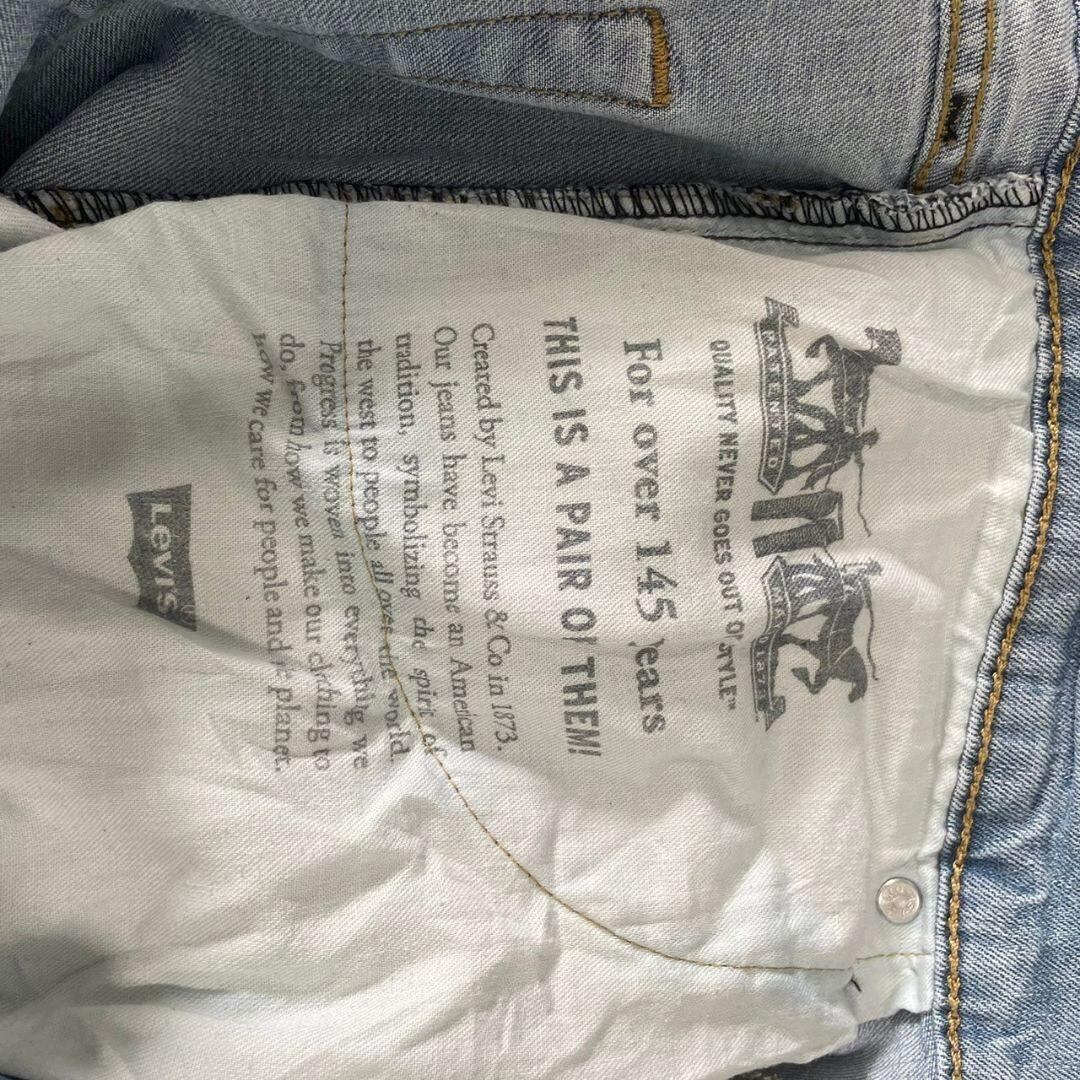 PATENTED
QUALITY NEVER GOES OUT OF STYLE™
For over 145 years
THIS IS A PAIR OF THEM!
Creared by Levi Strauss & Co in 1873.
Our jeans have become an American
tradition, symbolizing the spirit of
the west to people all over the world.
Progress is woven into everything we
do, from how we make our clothing to
how we care for people and the planet.
Levi's